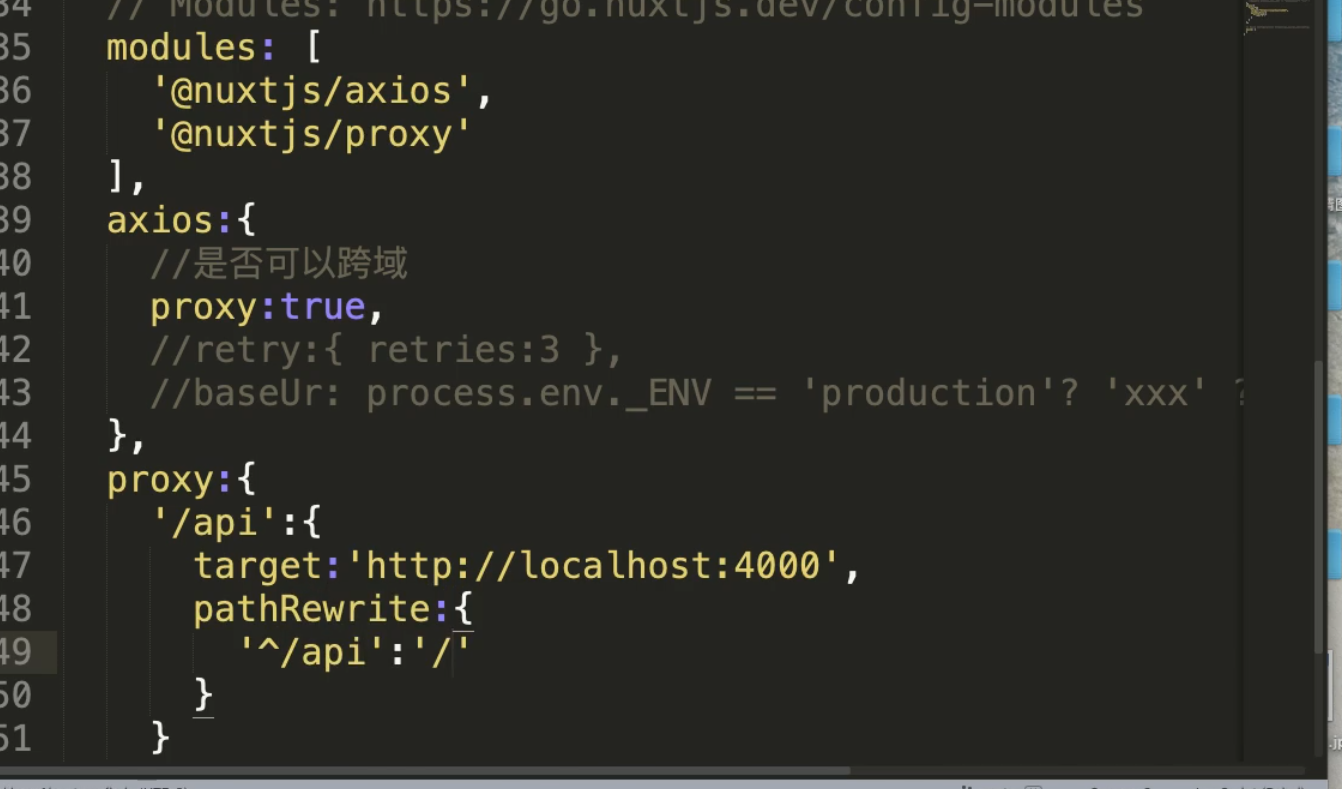 34 // Modules: https://go.nuxtjs.dev/config-modules
35 modules: [
36 '@nuxtjs/axios',
37 '@nuxtjs/proxy'
38 ],
39 axios:{
40 //是否可以跨域
41 proxy:true,
42 //retry:{ retries:3 },
43 //baseUr: process.env._ENV == 'production'? 'xxx' ?
44 },
45 proxy:{
46 '/api':{
47 target:'http://localhost:4000',
48 pathRewrite:{
49 '^/api':'/'
50 }
51 }